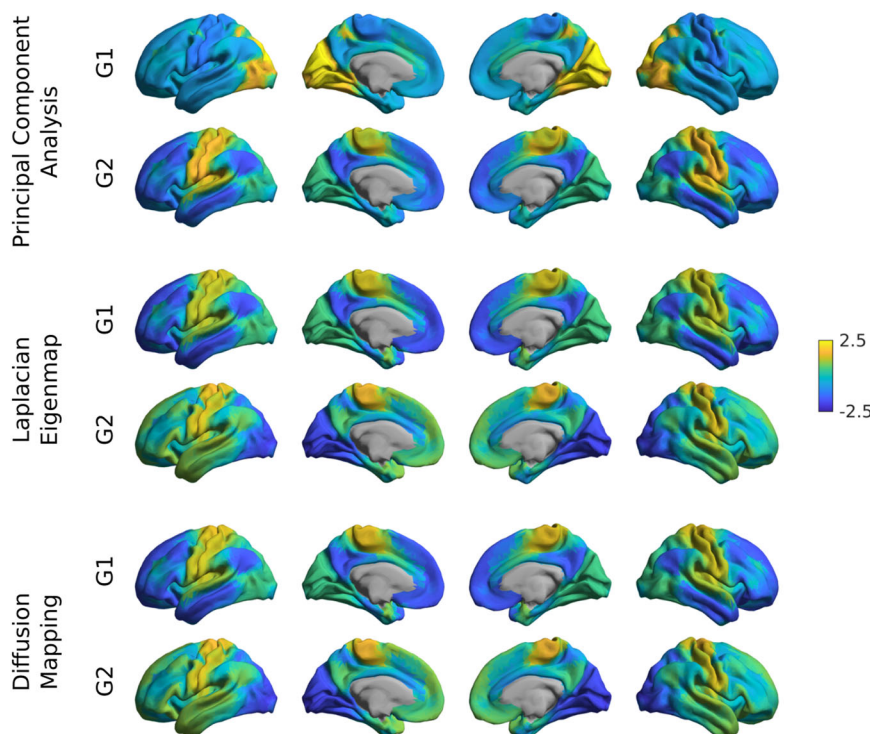 Principal Component
Analysis
G1
G2
Laplacian
Eigenmap
G1
G2
2.5
-2.5
Diffusion
Mapping
G1
G2